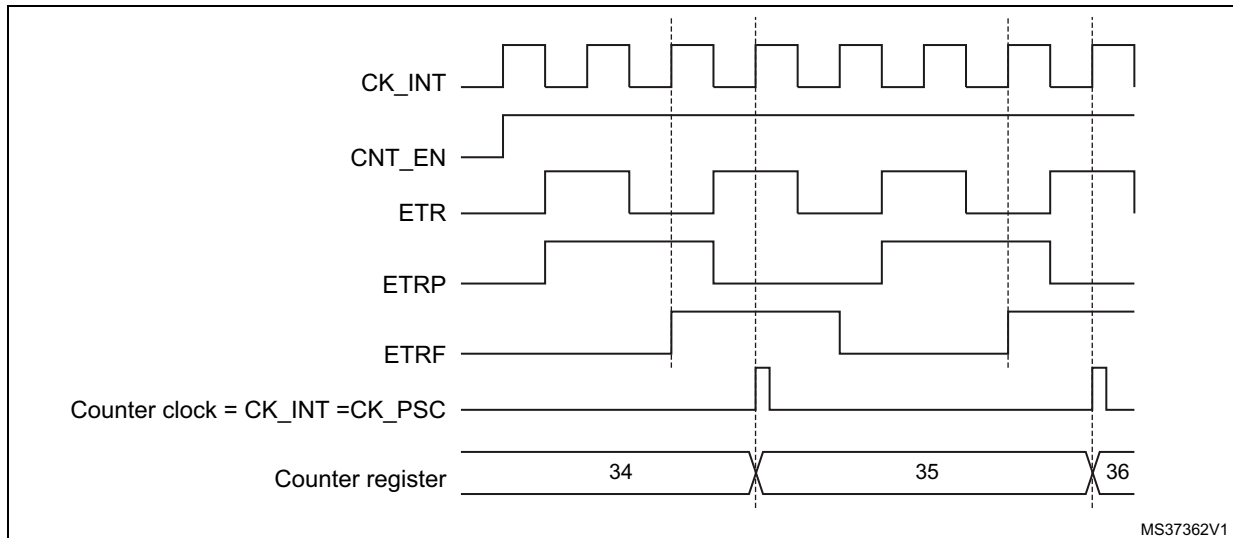 CK_INT
CNT_EN
ETR
ETRP
ETRF
Counter clock = CK_INT =CK_PSC
Counter register 34 35 36
MS37362V1